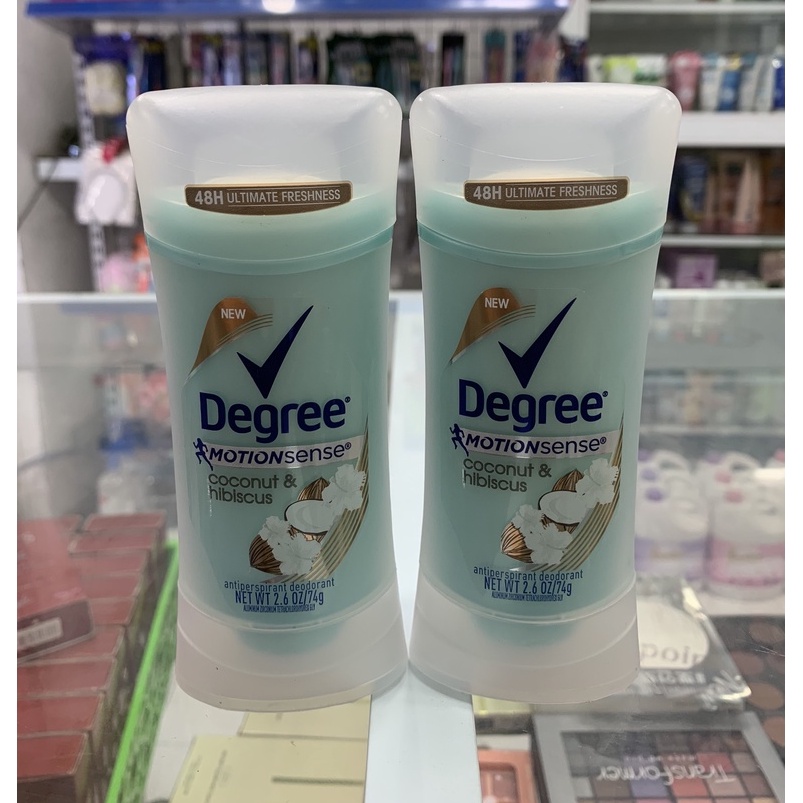 48H ULTIMATE FRESHNESS
NEW
Degree®
MOTIONsense®
coconut &
hibiscus
antiperspirant deodorant
NET WT 2.6 OZ/74g
48H ULTIMATE FRESHNESS
NEW
Degree®
MOTIONsense®
coconut &
hibiscus
antiperspirant deodorant
NET WT 2.6 OZ/74g
Transformer